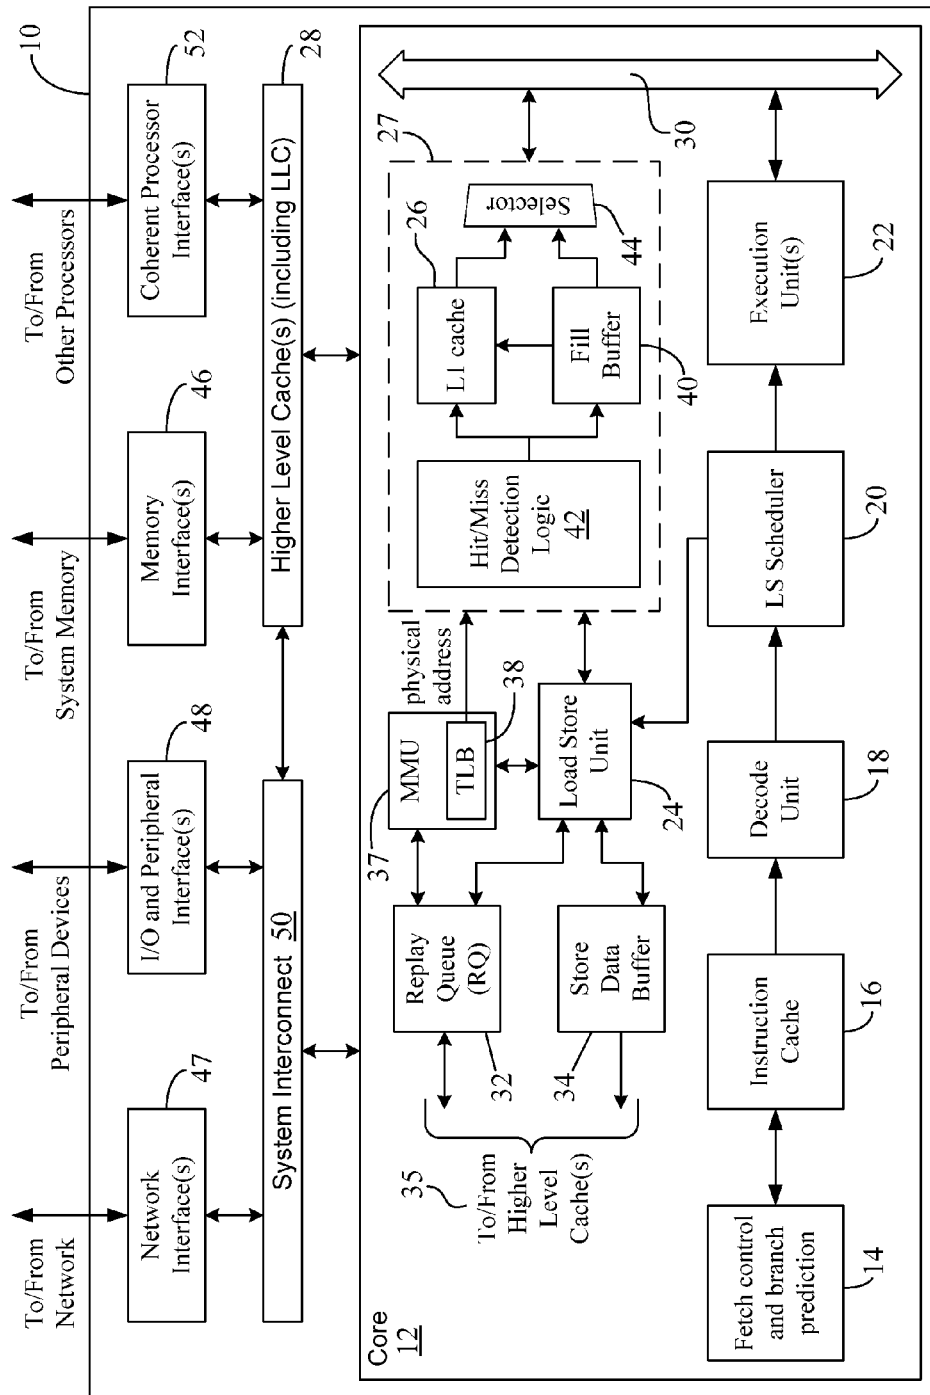 10
To/From
Network
To/From
Peripheral Devices
To/From
System Memory
To/From
Other Processors
Network
Interface(s)
47
I/O and Peripheral
Interface(s)
48
Memory
Interface(s)
46
Coherent Processor
Interface(s)
52
System Interconnect 50
Higher Level Cache(s) (including LLC)
28
Core
12
35
To/From
Higher
Level
Cache(s)
Replay
Queue
(RQ)
32
Store
Data
Buffer
34
37
MMU
TLB
38
physical
address
Load Store
Unit
24
27
Hit/Miss
Detection
Logic
42
L1 cache
26
Fill
Buffer
40
Selector
44
30
Fetch control
and branch
prediction
14
Instruction
Cache
16
Decode
Unit
18
LS Scheduler
20
Execution
Unit(s)
22